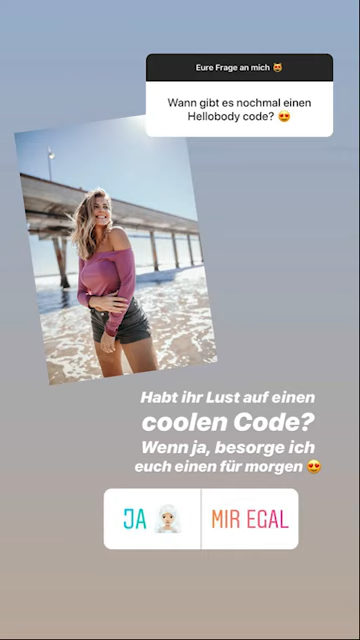 Eure Frage an mich 😻
Wann gibt es nochmal einen
Hellobody code? 😍
Habt ihr Lust auf einen
coolen Code?
Wenn ja, besorge ich
euch einen für morgen 😍
JA 👰🏼
MIR EGAL